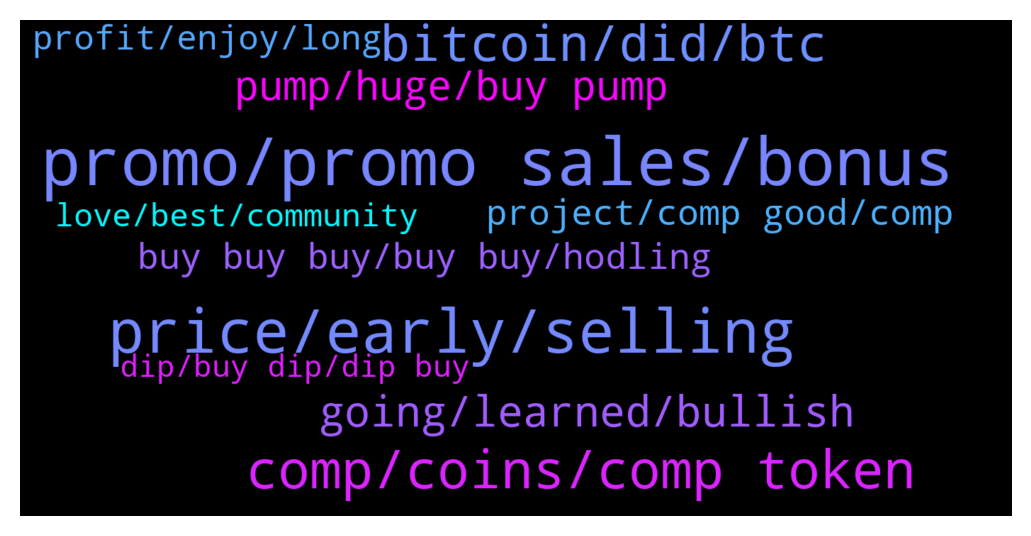 profit/enjoy/long
bitcoin/did/btc
pump/huge/buy pump
promo/promo sales/bonus
love/best/community
project/comp good/comp
buy buy buy/buy buy/hodling
price/early/selling
dip/buy dip/dip buy
going/learned/bullish
comp/coins/comp token